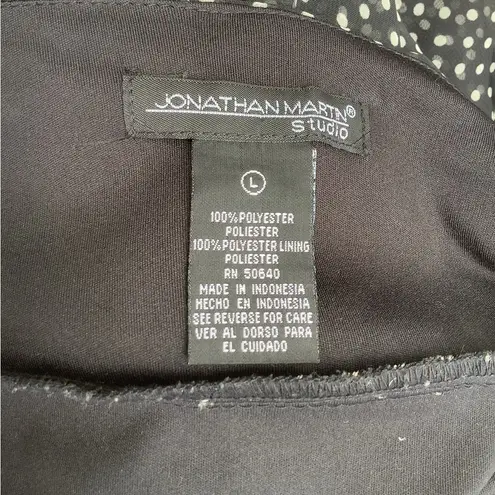 JONATHAN MARTIN®
Studio
L
100%POLYESTER
POLIESTER
100%POLYESTER LINING
POLIESTER
RN 50640
MADE IN INDONESIA
HECHO EN INDONESIA
SEE REVERSE FOR CARE
VER AL DORSO PARA
EL CUIDADO